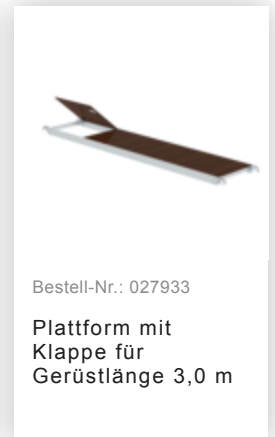 Bestell-Nr.: 027933
Plattform mit
Klappe für
Gerüstlänge 3,0 m